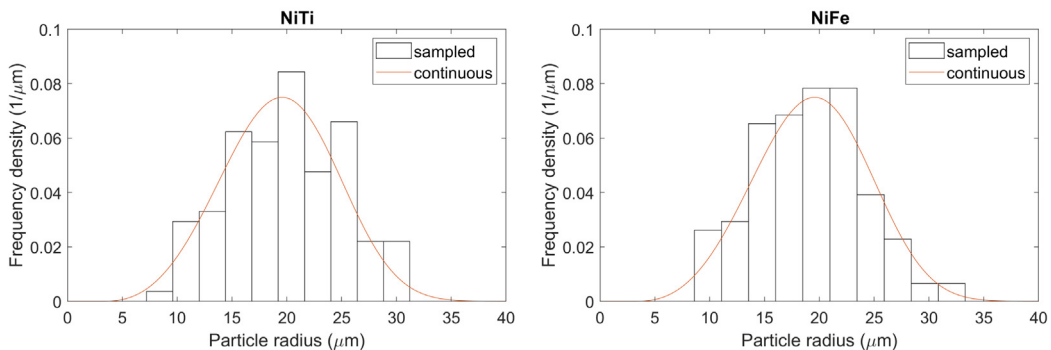 NiTi
0.1
0.08
0.06
0.04
0.02
0
Frequency density (1/μm)
sampled
continuous
0 5 10 15 20 25 30 35 40
Particle radius (μm)
NiFe
0.1
0.08
0.06
0.04
0.02
0
Frequency density (1/μm)
sampled
continuous
0 5 10 15 20 25 30 35 40
Particle radius (μm)